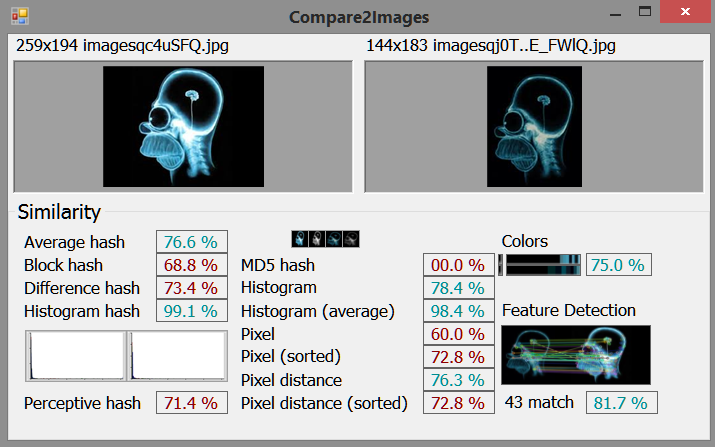 Compare2Images
259x194 imagesqc4uSFQ.jpg
144x183 imagesqj0T..E_FWlQ.jpg
Similarity
Average hash 76.6 %
Block hash 68.8 %
Difference hash 73.4 %
Histogram hash 99.1 %
Perceptive hash 71.4 %
MD5 hash 00.0 %
Histogram 78.4 %
Histogram (average) 98.4 %
Pixel 60.0 %
Pixel (sorted) 72.8 %
Pixel distance 76.3 %
Pixel distance (sorted) 72.8 %
Colors
75.0 %
Feature Detection
43 match 81.7 %